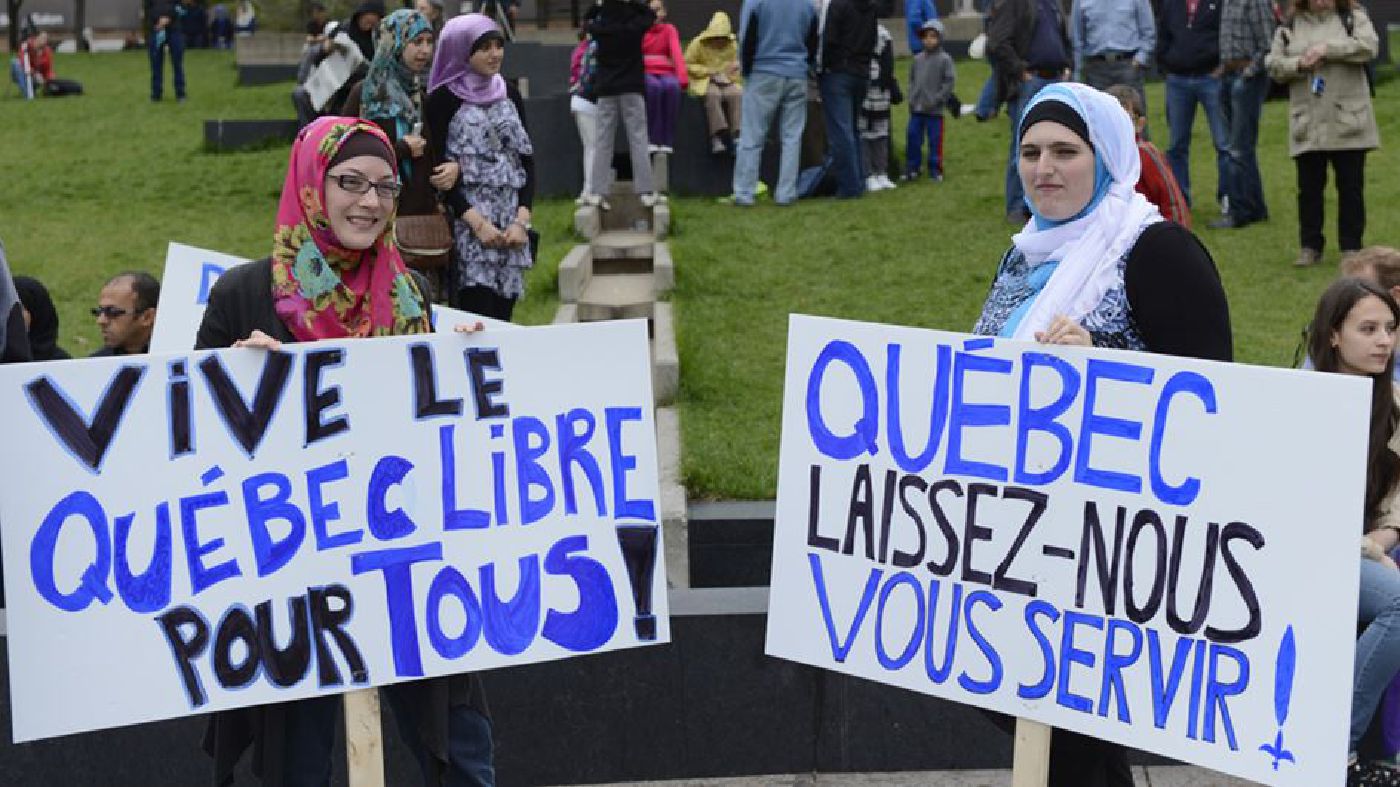 VIVE LE
QUÉBEC LIBRE
POUR TOUS!
QUÉBEC
LAISSEZ-NOUS
VOUS SERVIR!
D